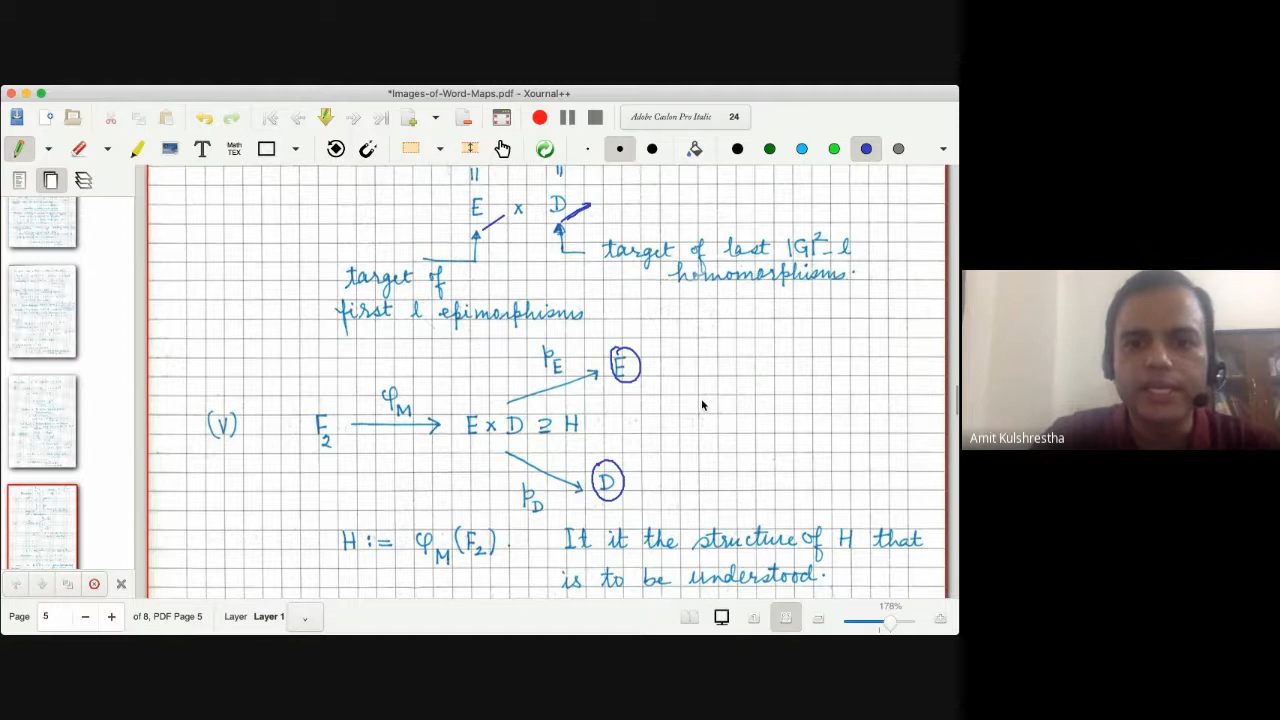 *Images-of-Word-Maps.pdf - Xournal++
Adobe Caslon Pro Italic 24
T Math TEX
=  =
E x D
target of last |G|²-l
homomorphisms.
target of
first l epimorphisms
p_E E
(V) F_2 φ_M E x D ⊇ H
p_D D
H := φ_M(F_2). It it the structure of H that
is to be understood.
Amit Kulshrestha
Page 5 of 8, PDF Page 5 Layer Layer 1 178%